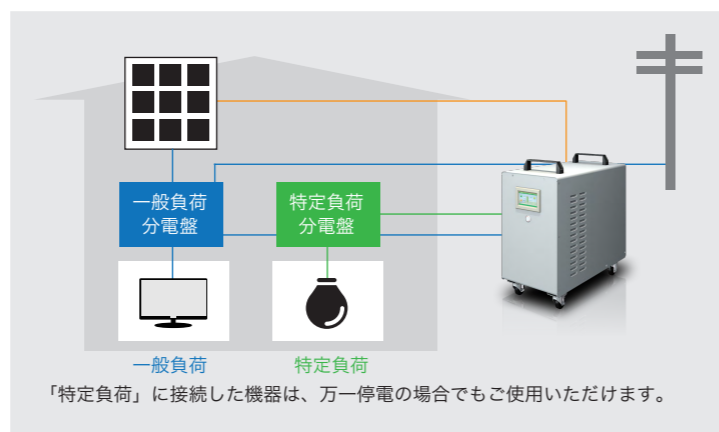 一般負荷
分電盤
特定負荷
分電盤
一般負荷
特定負荷
「特定負荷」に接続した機器は、万一停電の場合でもご使用いただけます。